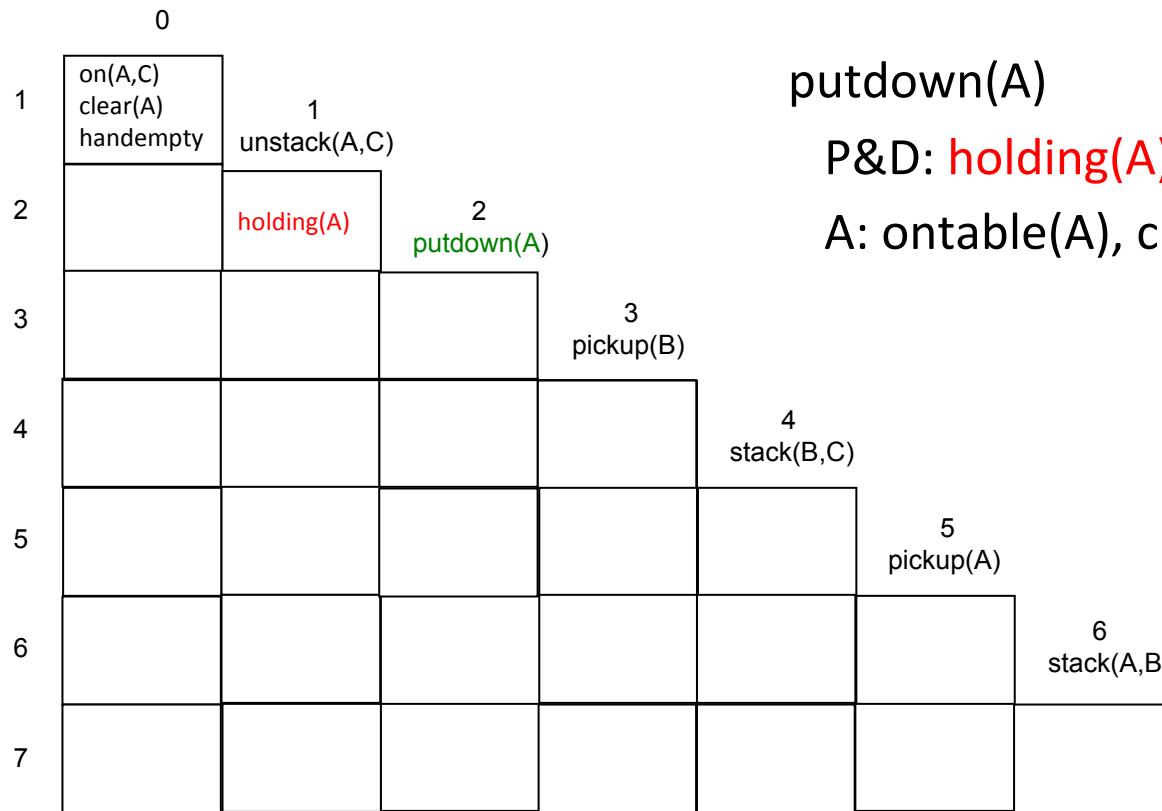 0
1
on(A,C)
clear(A)
handempty
1
unstack(A,C)
putdown(A)
P&D: holding(A)
A: ontable(A), c
2
holding(A)
2
putdown(A)
3
3
pickup(B)
4
4
stack(B,C)
5
5
pickup(A)
6
6
stack(A,B
7